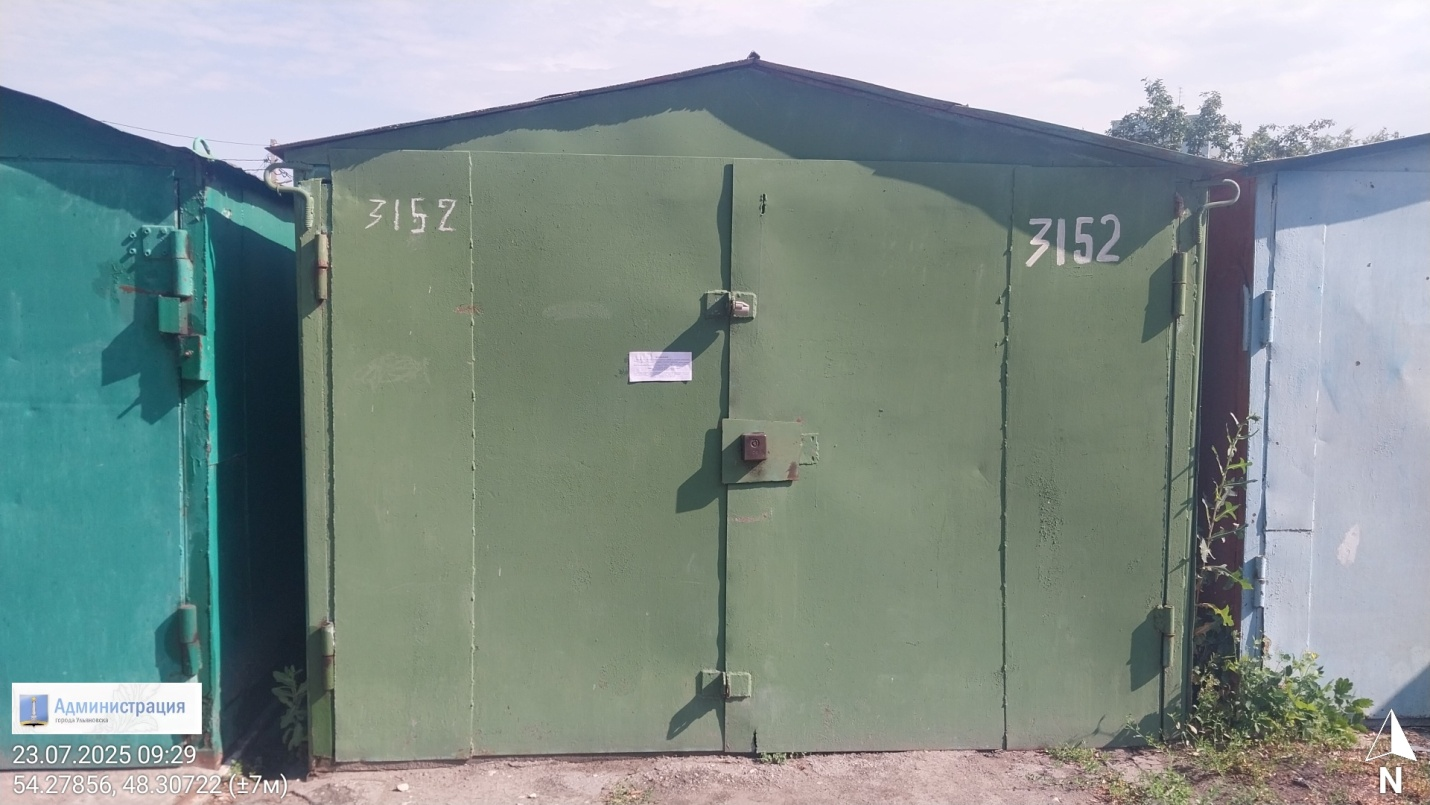 3152
3152
Администрация
города Ульяновска
23.07.2025 09:29
54.27856, 48.30722 (±7м)
N